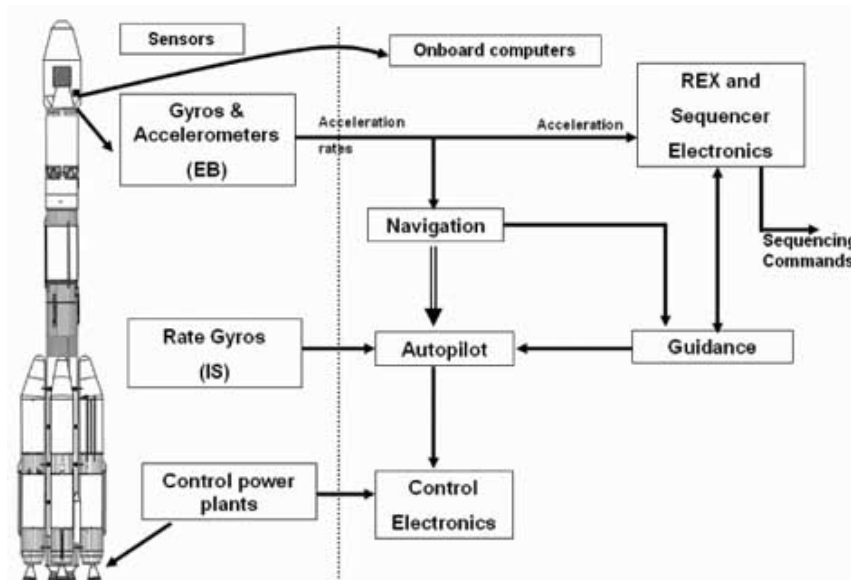 Sensors
Onboard computers
Gyros &
Accelerometers
(EB)
Acceleration
rates
Acceleration
REX and
Sequencer
Electronics
Navigation
Sequencing
Commands
Rate Gyros
(IS)
Autopilot
Guidance
Control power
plants
Control
Electronics